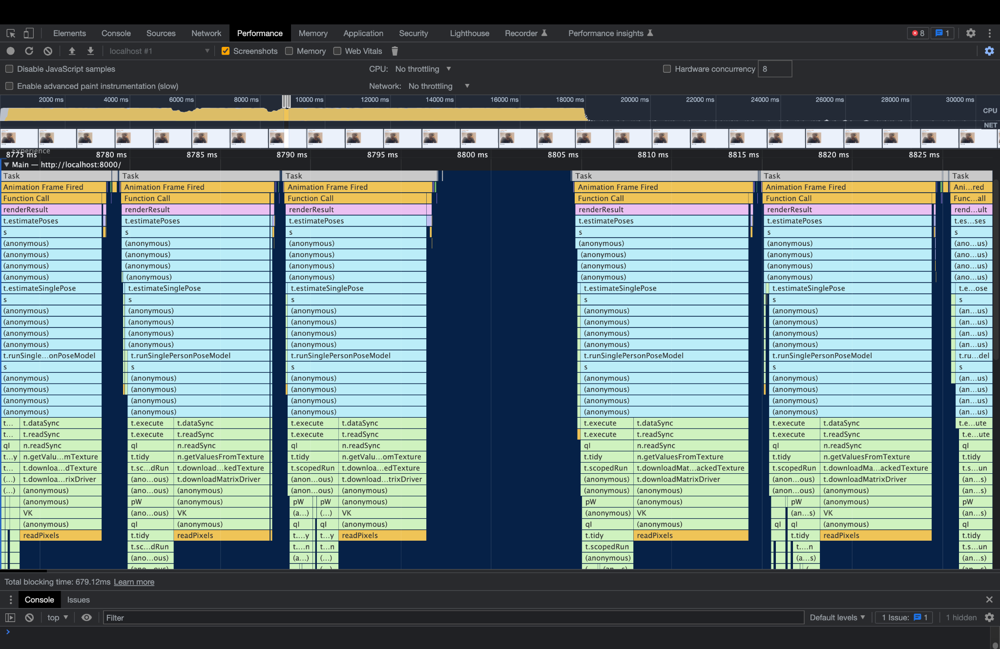 Elements Console Sources Network Performance Memory Application Security Lighthouse Recorder Performance insights 8 1
localhost #1 Screenshots Memory Web Vitals
Disable JavaScript samples CPU: No throttling Hardware concurrency 8
Enable advanced paint instrumentation (slow) Network: No throttling
2000 ms 4000 ms 6000 ms 8000 ms 10000 ms 12000 ms 14000 ms 16000 ms 18000 ms 20000 ms 22000 ms 24000 ms 26000 ms 28000 ms 30000 ms
CPU
NET
Experience
8775 ms 8780 ms 8785 ms 8790 ms 8795 ms 8800 ms 8805 ms 8810 ms 8815 ms 8820 ms 8825 ms
Main — http://localhost:8000/
Task Task Task Task Task Task
Animation Frame Fired Animation Frame Fired Animation Frame Fired Animation Frame Fired Animation Frame Fired Ani...red
Function Call Function Call Function Call Function Call Function Call Func...all
renderResult renderResult renderResult renderResult renderResult rend...ult
t.estimatePoses t.estimatePoses t.estimatePoses t.estimatePoses t.estimatePoses t.es...ses
s s s s s s
(anonymous) (anonymous) (anonymous) (anonymous) (anonymous) (ano...us)
(anonymous) (anonymous) (anonymous) (anonymous) (anonymous) (ano...us)
(anonymous) (anonymous) (anonymous) (anonymous) (anonymous) (ano...us)
(anonymous) (anonymous) (anonymous) (anonymous) (anonymous) (ano...us)
t.estimateSinglePose t.estimateSinglePose t.estimateSinglePose t.estimateSinglePose t.estimateSinglePose t.e...ose
s s s s s s
(anonymous) (anonymous) (anonymous) (anonymous) (anonymous) (an...us)
(anonymous) (anonymous) (anonymous) (anonymous) (anonymous) (an...us)
(anonymous) (anonymous) (anonymous) (anonymous) (anonymous) (an...us)
(anonymous) (anonymous) (anonymous) (anonymous) (anonymous) (an...us)
t.runSingle...onPoseModel t.runSinglePersonPoseModel t.runSinglePersonPoseModel t.runSinglePersonPoseModel t.runSinglePersonPoseModel t.ru...del
s s s s s s
(anonymous) (anonymous) (anonymous) (anonymous) (anonymous) (an...us)
(anonymous) (anonymous) (anonymous) (anonymous) (anonymous) (an...us)
(anonymous) (anonymous) (anonymous) (anonymous) (anonymous) (an...us)
(anonymous) (anonymous) (anonymous) (anonymous) (anonymous) (an...us)
t... t.dataSync t.execute t.dataSync t.execute t.dataSync t.execute t.dataSync t.execute t.dataSync t.e...ute
t... t.readSync t.execute t.readSync t.execute t.readSync t.execute t.readSync t.execute t.readSync t.e...ute
ql n.readSync ql n.readSync ql n.readSync ql n.readSync ql n.readSync ql
t...y n.getValu...mTexture t.tidy n.getValuesFromTexture t.tidy n.getValu...omTexture t.tidy n.getValuesFromTexture t.tidy n.getValuesFromTexture t.tidy
t... t.downloa...dTexture t.sc...dRun t.download...kedTexture t.scopedRun t.downloa...edTexture t.scopedRun t.downloadMat...ackedTexture t.scopedRun t.downloadMa...ackedTexture t.s...un
(...) t.downloa...rixDriver (ano...ous) t.downloadMatrixDriver (anon...ous) t.download...trixDriver (anonymous) t.downloadMatrixDriver (anon...ous) t.downloadMatrixDriver (an...s)
(...) (anonymous) (ano...ous) (anonymous) (anon...ous) (anonymous) (anonymous) (anonymous) (anon...ous) (anonymous) (an...s)
(anonymous) pW (anonymous) pW pW (anonymous) pW (anonymous) pW (anonymous) pW
VK (ano...ous) VK (a...) (...) VK (anonymous) VK (an...s) VK (an...s)
(anonymous) ql (anonymous) ql ql (anonymous) ql (anonymous) ql ql (anonymous) ql
readPixels t.tidy readPixels t....y t...y readPixels t.tidy readPixels t.tidy readPixels t.tidy
t.sc...dRun t....n t...n t.scopedRun t....n t.s...un
(ano...ous) (a...) (...) (anonymous) (a...s) (an...s)
Total blocking time: 679.12ms Learn more
Console Issues
top Filter Default levels 1 Issue: 1 1 hidden